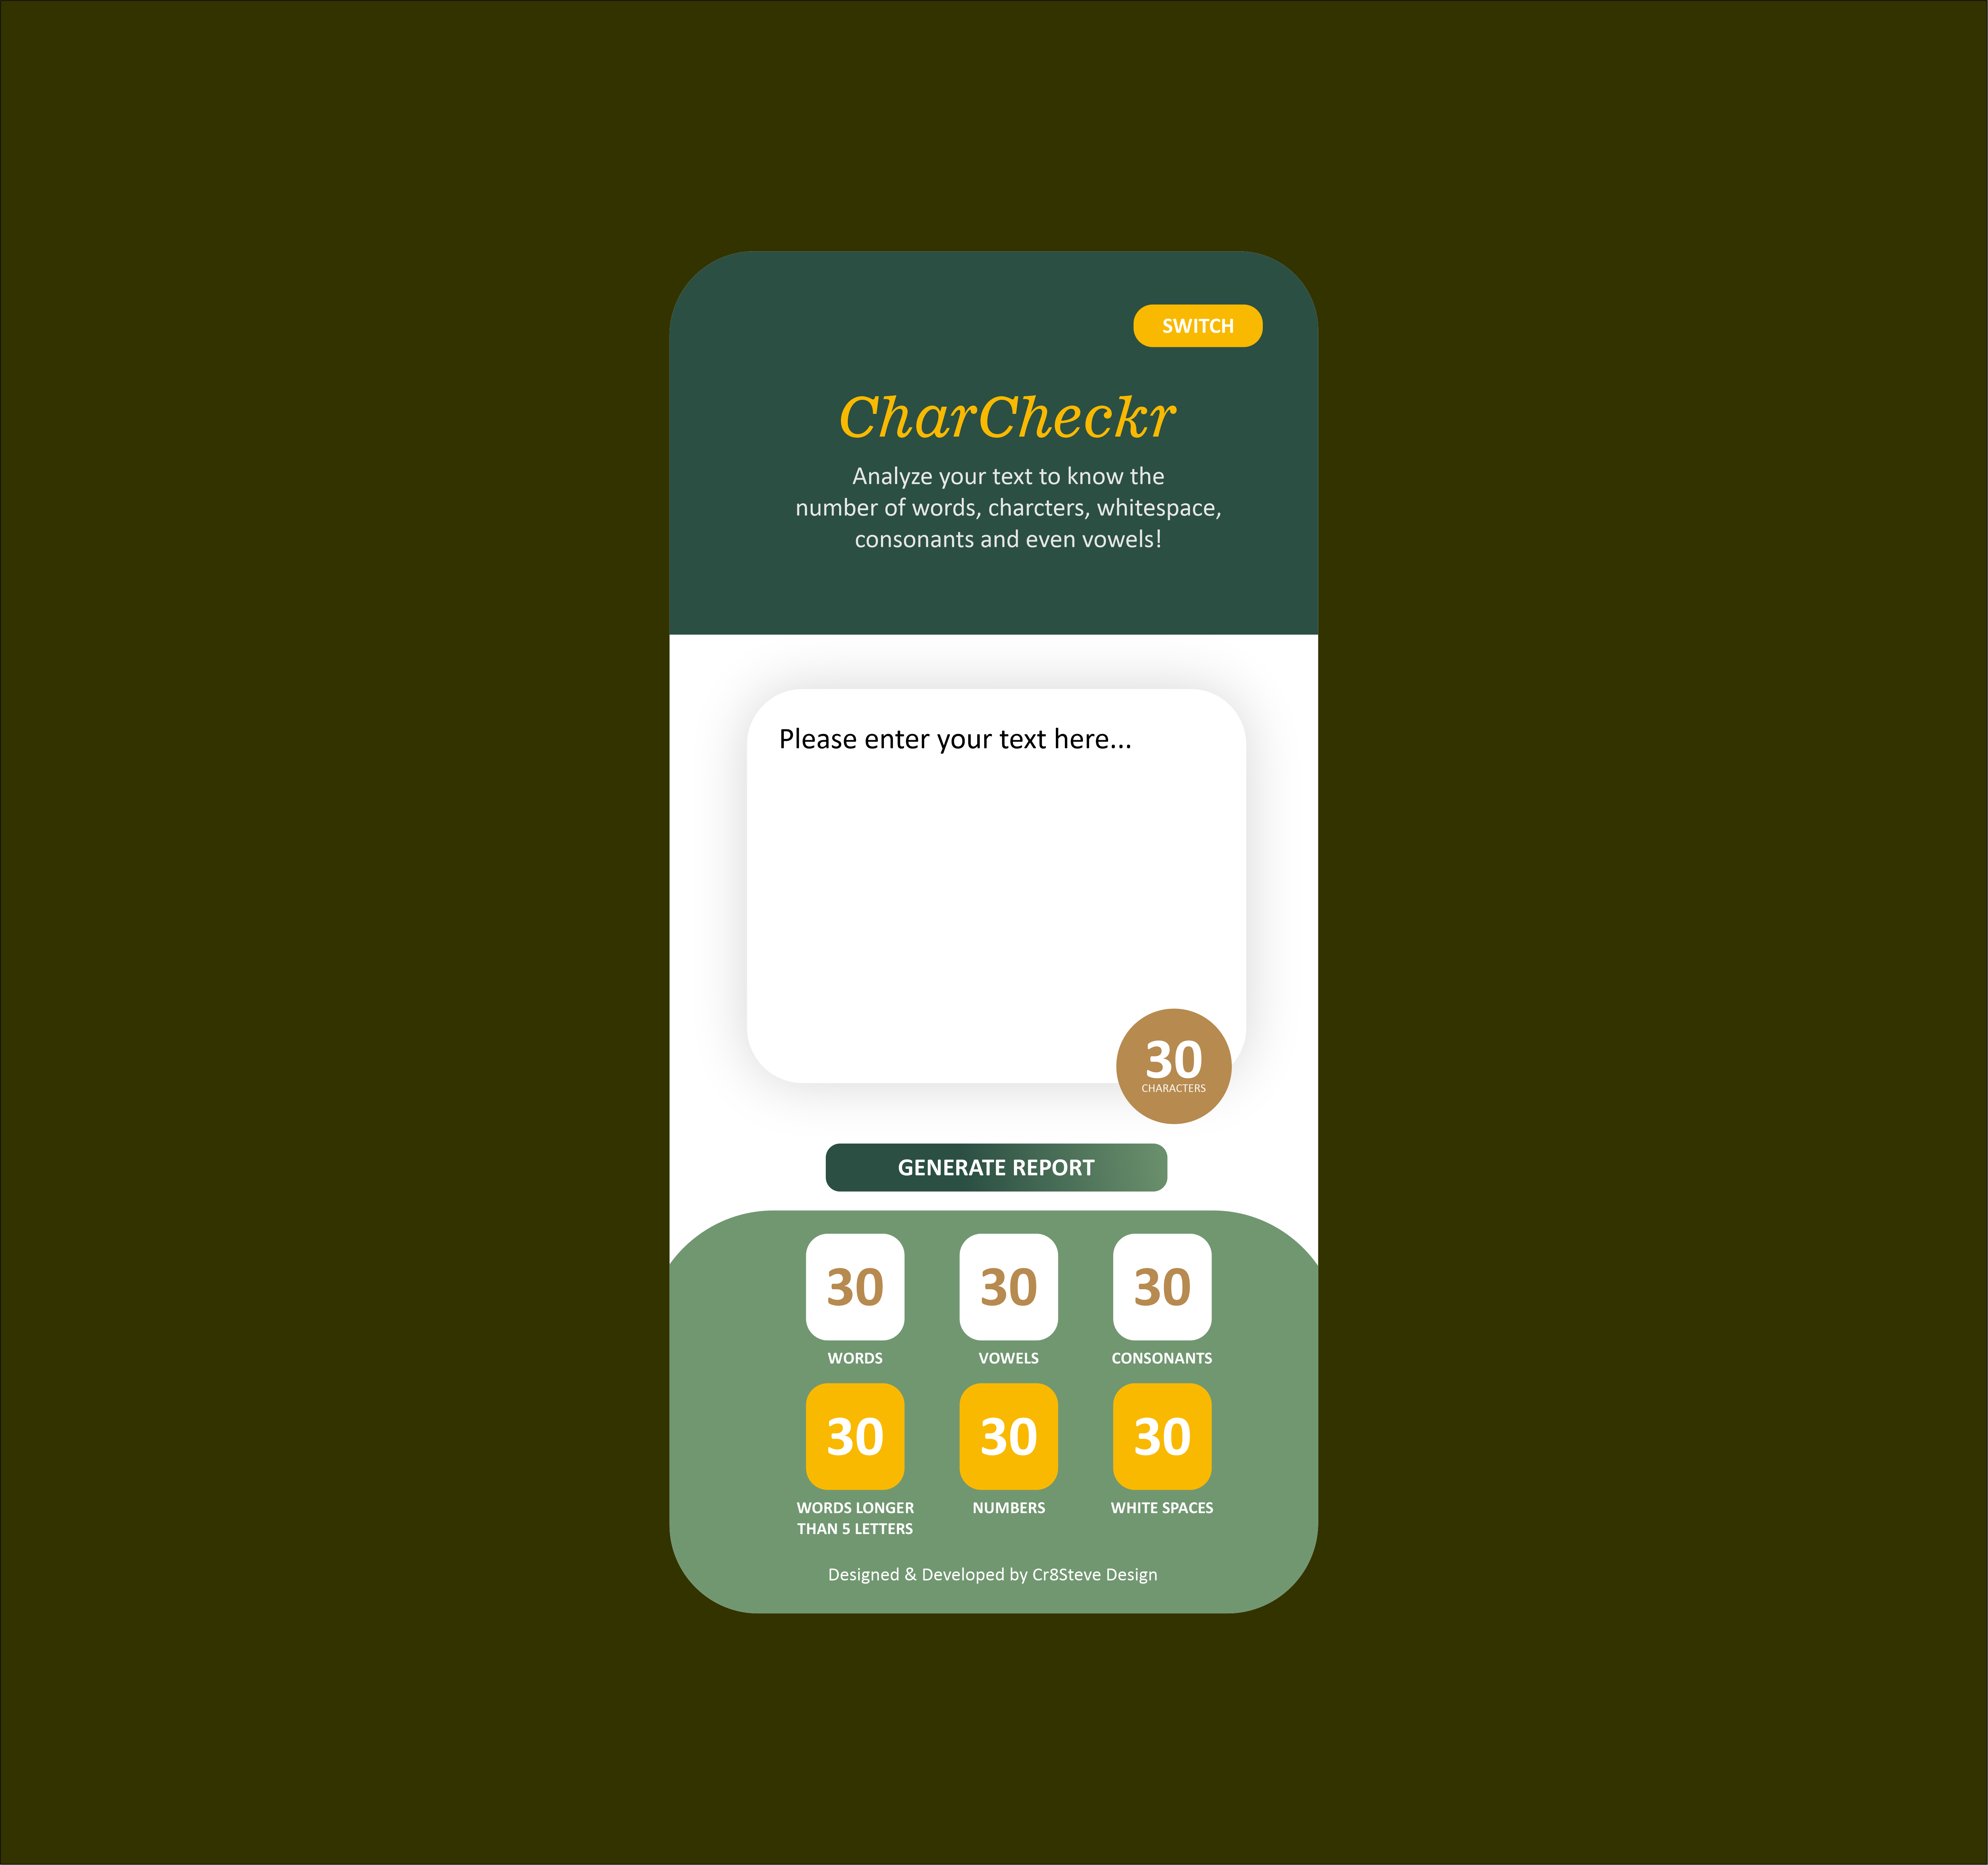 SWITCH
CharCheckr
Analyze your text to know the
number of words, charcters, whitespace,
consonants and even vowels!
Please enter your text here...
30
CHARACTERS
GENERATE REPORT
30 30 30
WORDS VOWELS CONSONANTS
30 30 30
WORDS LONGER NUMBERS WHITE SPACES
THAN 5 LETTERS
Designed & Developed by Cr8Steve Design